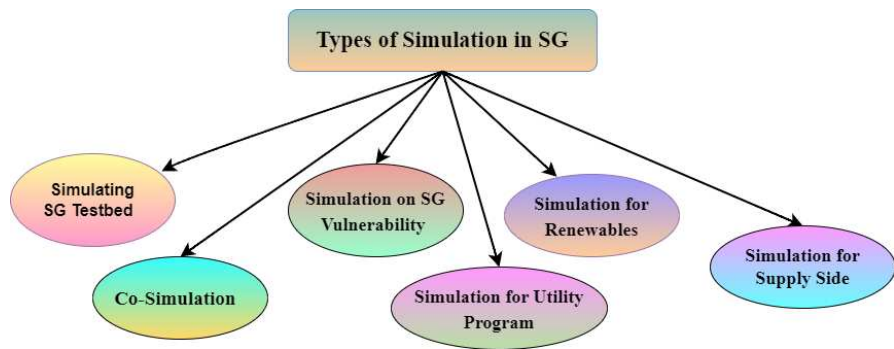 Types of Simulation in SG
Simulating
SG Testbed
Co-Simulation
Simulation on SG
Vulnerability
Simulation for Utility
Program
Simulation for
Renewables
Simulation for
Supply Side